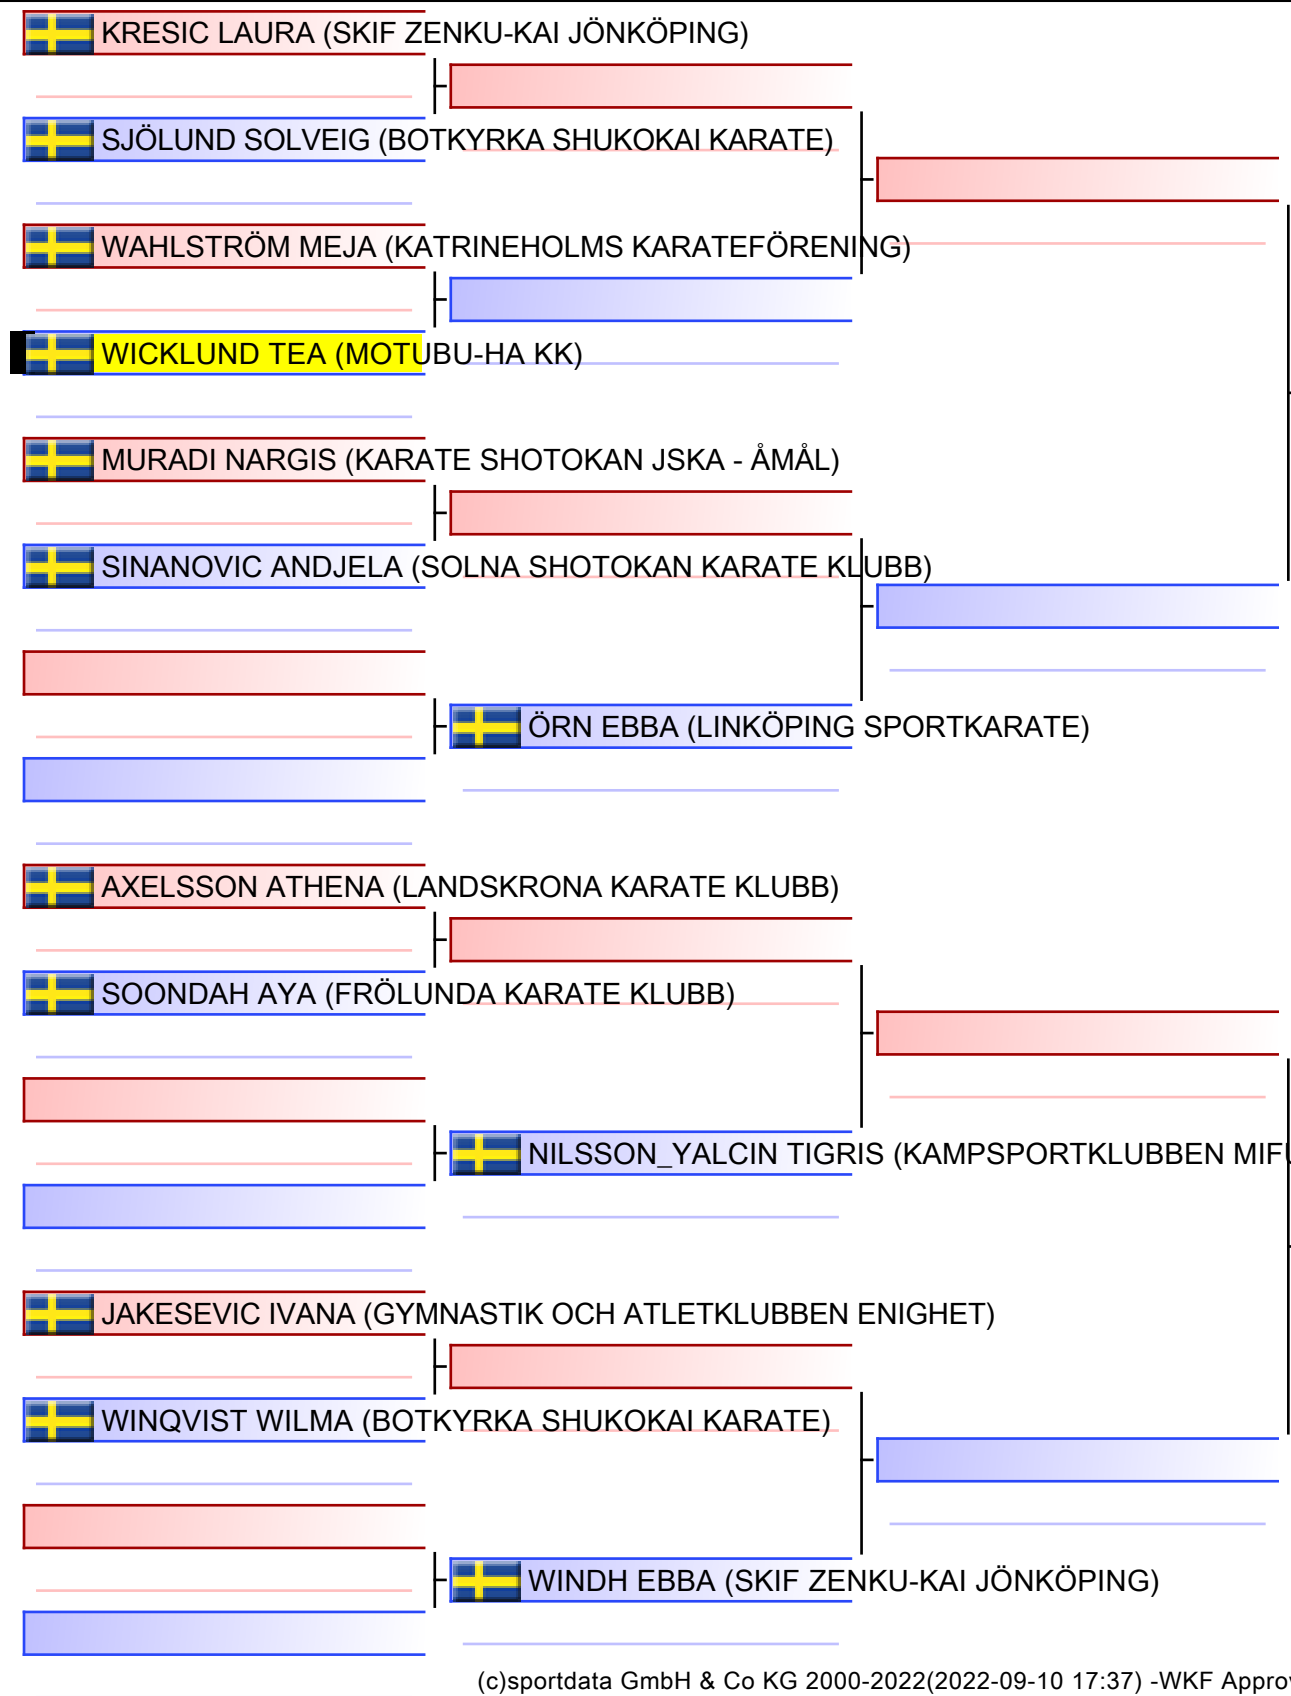 KRESIC LAURA (SKIF ZENKU-KAI JÖNKÖPING)
SJÖLUND SOLVEIG (BOTKYRKA SHUKOKAI KARATE)
WAHLSTRÖM MEJA (KATRINEHOLMS KARATEFÖRENING)
WICKLUND TEA (MOTUBU-HA KK)
MURADI NARGIS (KARATE SHOTOKAN JSKA - ÅMÅL)
SINANOVIC ANDJELA (SOLNA SHOTOKAN KARATE KLUBB)
ÖRN EBBA (LINKÖPING SPORTKARATE)
AXELSSON ATHENA (LANDSKRONA KARATE KLUBB)
SOONDAH AYA (FRÖLUNDA KARATE KLUBB)
NILSSON_YALCIN TIGRIS (KAMPSPORTKLUBBEN MIFU
JAKESEVIC IVANA (GYMNASTIK OCH ATLETKLUBBEN ENIGHET)
WINQVIST WILMA (BOTKYRKA SHUKOKAI KARATE)
WINDH EBBA (SKIF ZENKU-KAI JÖNKÖPING)
(c)sportdata GmbH & Co KG 2000-2022(2022-09-10 17:37) -WKF Approv